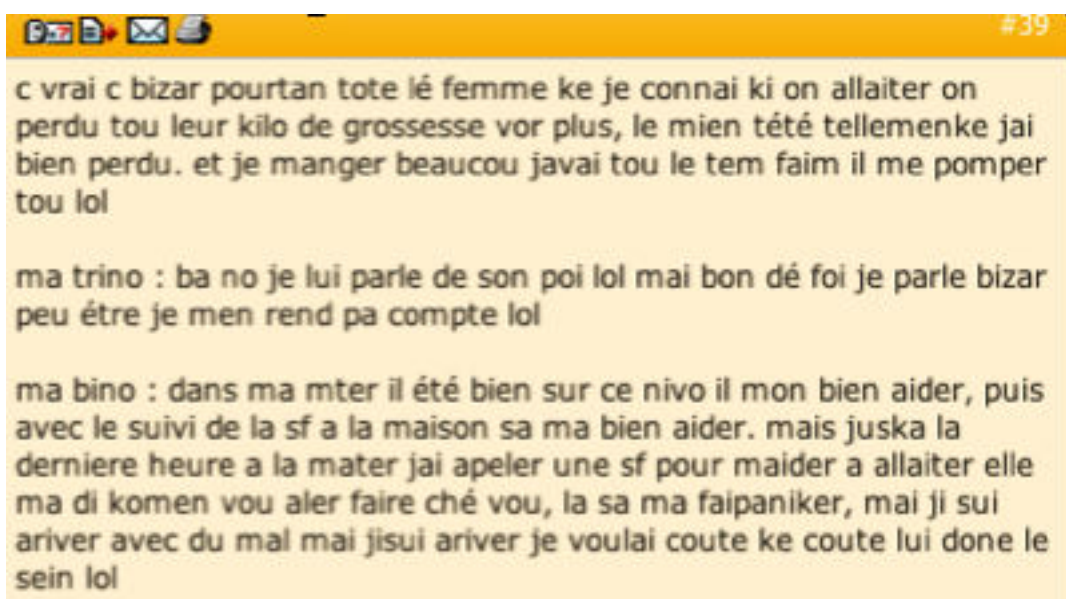 #39
c vrai c bizar pourtan tote lé femme ke je connai ki on allaiter on
perdu tou leur kilo de grossesse vor plus, le mien tété tellemenke jai
bien perdu. et je manger beaucou javai tou le tem faim il me pomper
tou lol
ma trino : ba no je lui parle de son poi lol mai bon dé foi je parle bizar
peu étre je men rend pa compte lol
ma bino : dans ma mter il été bien sur ce nivo il mon bien aider, puis
avec le suivi de la sf a la maison sa ma bien aider. mais juska la
derniere heure a la mater jai apeler une sf pour maider a allaiter elle
ma di komen vou aler faire ché vou, la sa ma faipaniker, mai ji sui
ariver avec du mal mai jisui ariver je voulai coute ke coute lui done le
sein lol